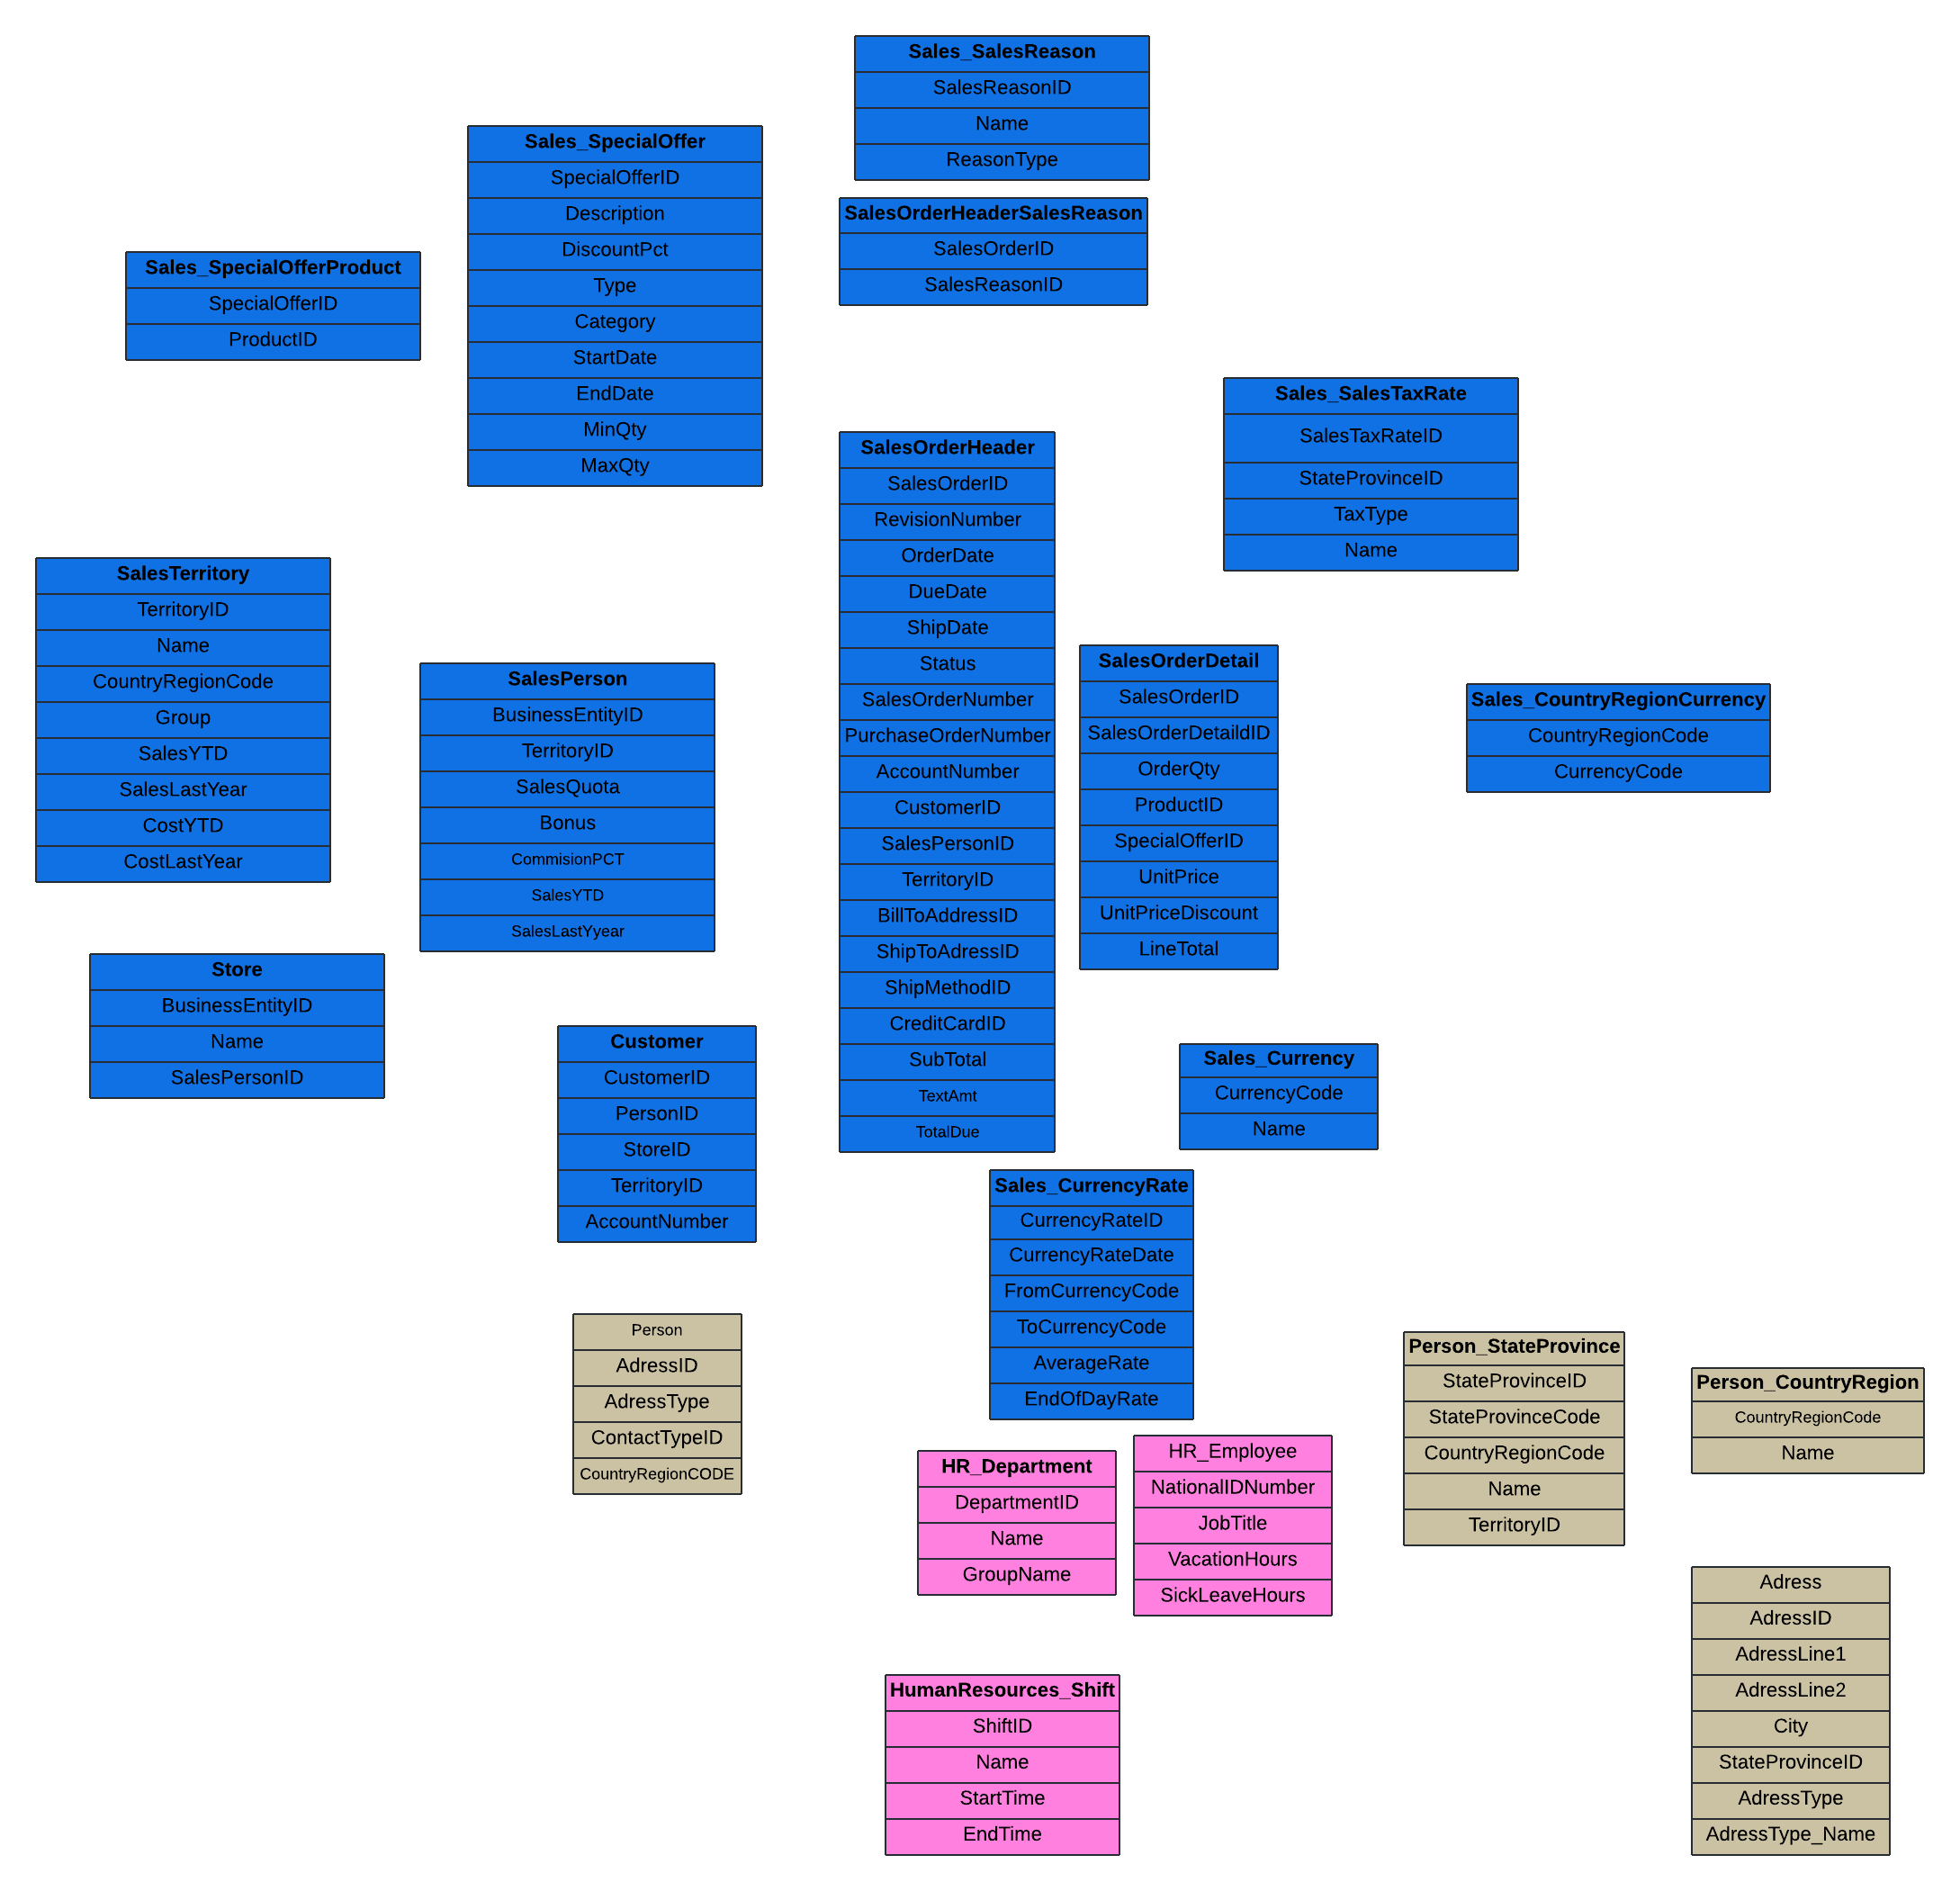 Sales_SalesReason
SalesReasonID
Name
ReasonType
Sales_SpecialOffer
SpecialOfferID
Description
DiscountPct
Type
Category
StartDate
EndDate
MinQty
MaxQty
SalesOrderHeaderSalesReason
SalesOrderID
SalesReasonID
Sales_SpecialOfferProduct
SpecialOfferID
ProductID
Sales_SalesTaxRate
SalesTaxRateID
StateProvinceID
TaxType
Name
SalesOrderHeader
SalesOrderID
RevisionNumber
OrderDate
DueDate
ShipDate
Status
SalesOrderNumber
PurchaseOrderNumber
AccountNumber
CustomerID
SalesPersonID
TerritoryID
BillToAddressID
ShipToAdressID
ShipMethodID
CreditCardID
SubTotal
TextAmt
TotalDue
SalesTerritory
TerritoryID
Name
CountryRegionCode
Group
SalesYTD
SalesLastYear
CostYTD
CostLastYear
SalesPerson
BusinessEntityID
TerritoryID
SalesQuota
Bonus
CommisionPCT
SalesYTD
SalesLastYyear
SalesOrderDetail
SalesOrderID
SalesOrderDetaildID
OrderQty
ProductID
SpecialOfferID
UnitPrice
UnitPriceDiscount
LineTotal
Sales_CountryRegionCurrency
CountryRegionCode
CurrencyCode
Store
BusinessEntityID
Name
SalesPersonID
Customer
CustomerID
PersonID
StoreID
TerritoryID
AccountNumber
Sales_Currency
CurrencyCode
Name
Sales_CurrencyRate
CurrencyRateID
CurrencyRateDate
FromCurrencyCode
ToCurrencyCode
AverageRate
EndOfDayRate
Person
AdressID
AdressType
ContactTypeID
CountryRegionCODE
Person_StateProvince
StateProvinceID
StateProvinceCode
CountryRegionCode
Name
TerritoryID
Person_CountryRegion
CountryRegionCode
Name
HR_Department
DepartmentID
Name
GroupName
HR_Employee
NationalIDNumber
JobTitle
VacationHours
SickLeaveHours
Adress
AdressID
AdressLine1
AdressLine2
City
StateProvinceID
AdressType
AdressType_Name
HumanResources_Shift
ShiftID
Name
StartTime
EndTime